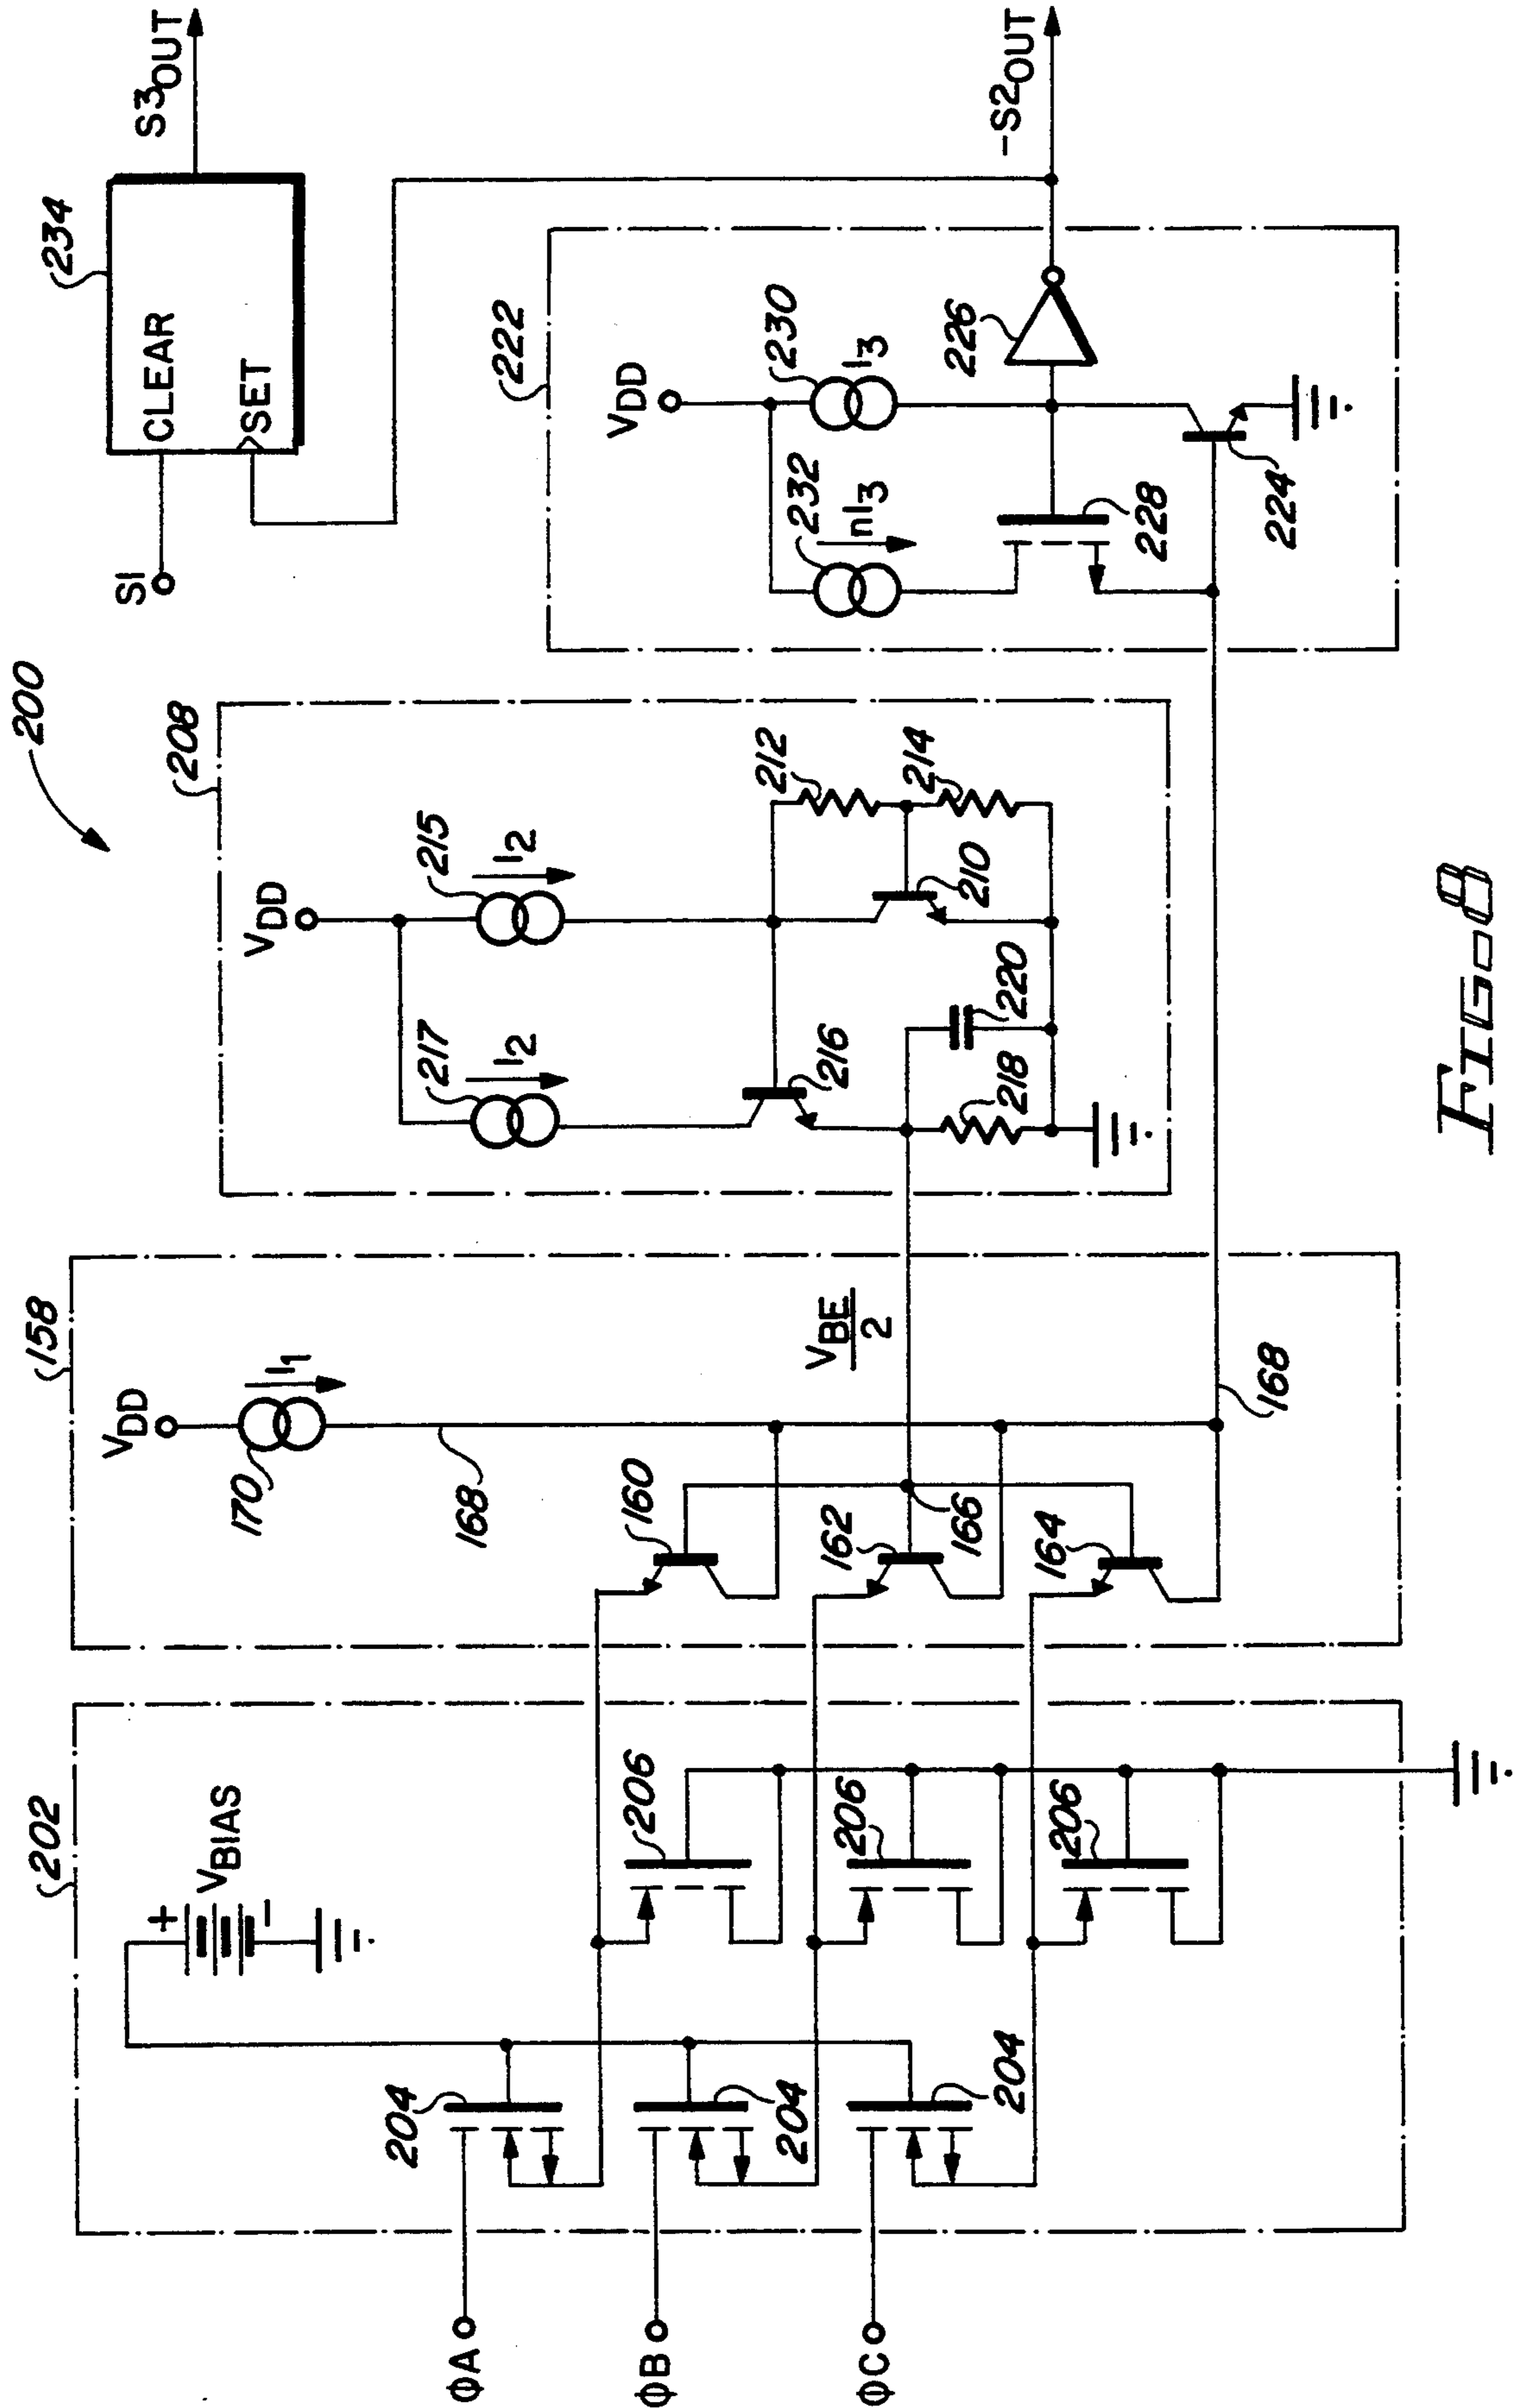 200
234
CLEAR
SET
S1
S3OUT
-S2OUT
222
VDD
232
nI3
230
I3
226
228
224
208
VDD
217
I2
215
I2
216
220
218
210
212
214
158
VDD
170
I1
168
160
162
166
164
VBE
2
168
202
VBIAS
+
-
204
206
204
206
204
206
ΦA
ΦB
ΦC
FIG. 8